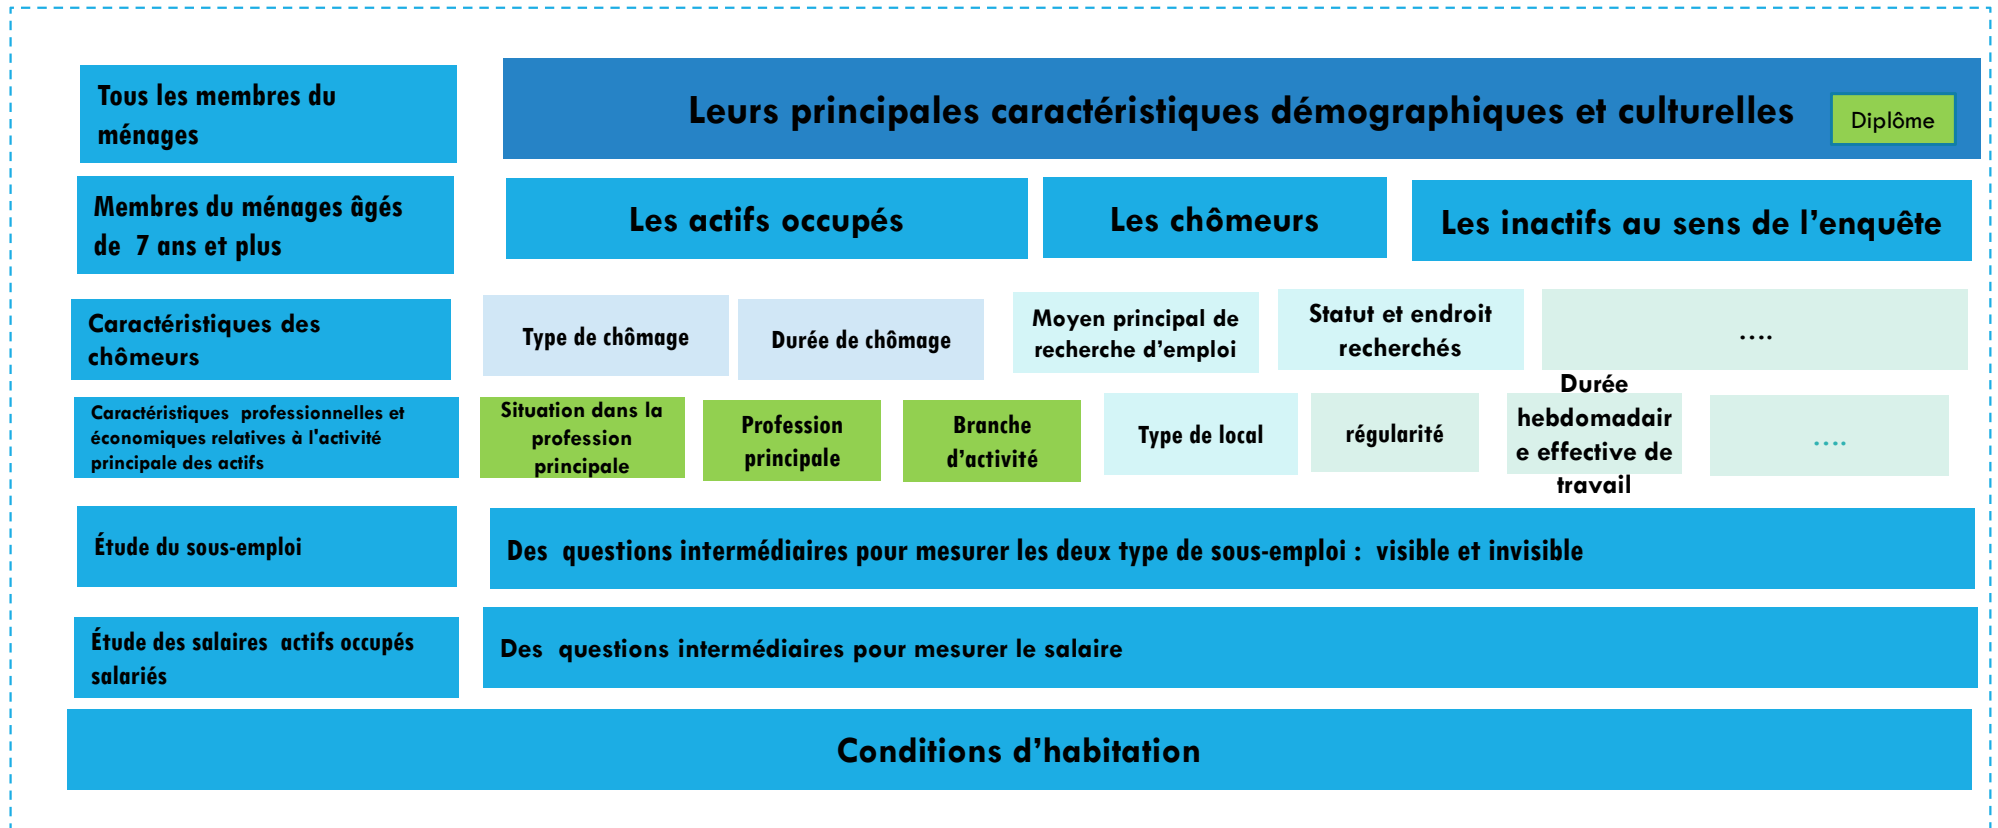 Tous les membres du
ménages
Leurs principales caractéristiques démographiques et culturelles
Diplôme
Membres du ménages âgés
de 7 ans et plus
Les actifs occupés
Les chômeurs
Les inactifs au sens de l’enquête
Caractéristiques des
chômeurs
Type de chômage
Durée de chômage
Moyen principal de
recherche d’emploi
Statut et endroit
recherchés
....
Caractéristiques professionnelles et
économiques relatives à l'activité
principale des actifs
Situation dans la
profession
principale
Profession
principale
Branche
d’activité
Type de local
régularité
Durée
hebdomadair
e effective de
travail
....
Étude du sous-emploi
Des questions intermédiaires pour mesurer les deux type de sous-emploi : visible et invisible
Étude des salaires actifs occupés
salariés
Des questions intermédiaires pour mesurer le salaire
Conditions d’habitation